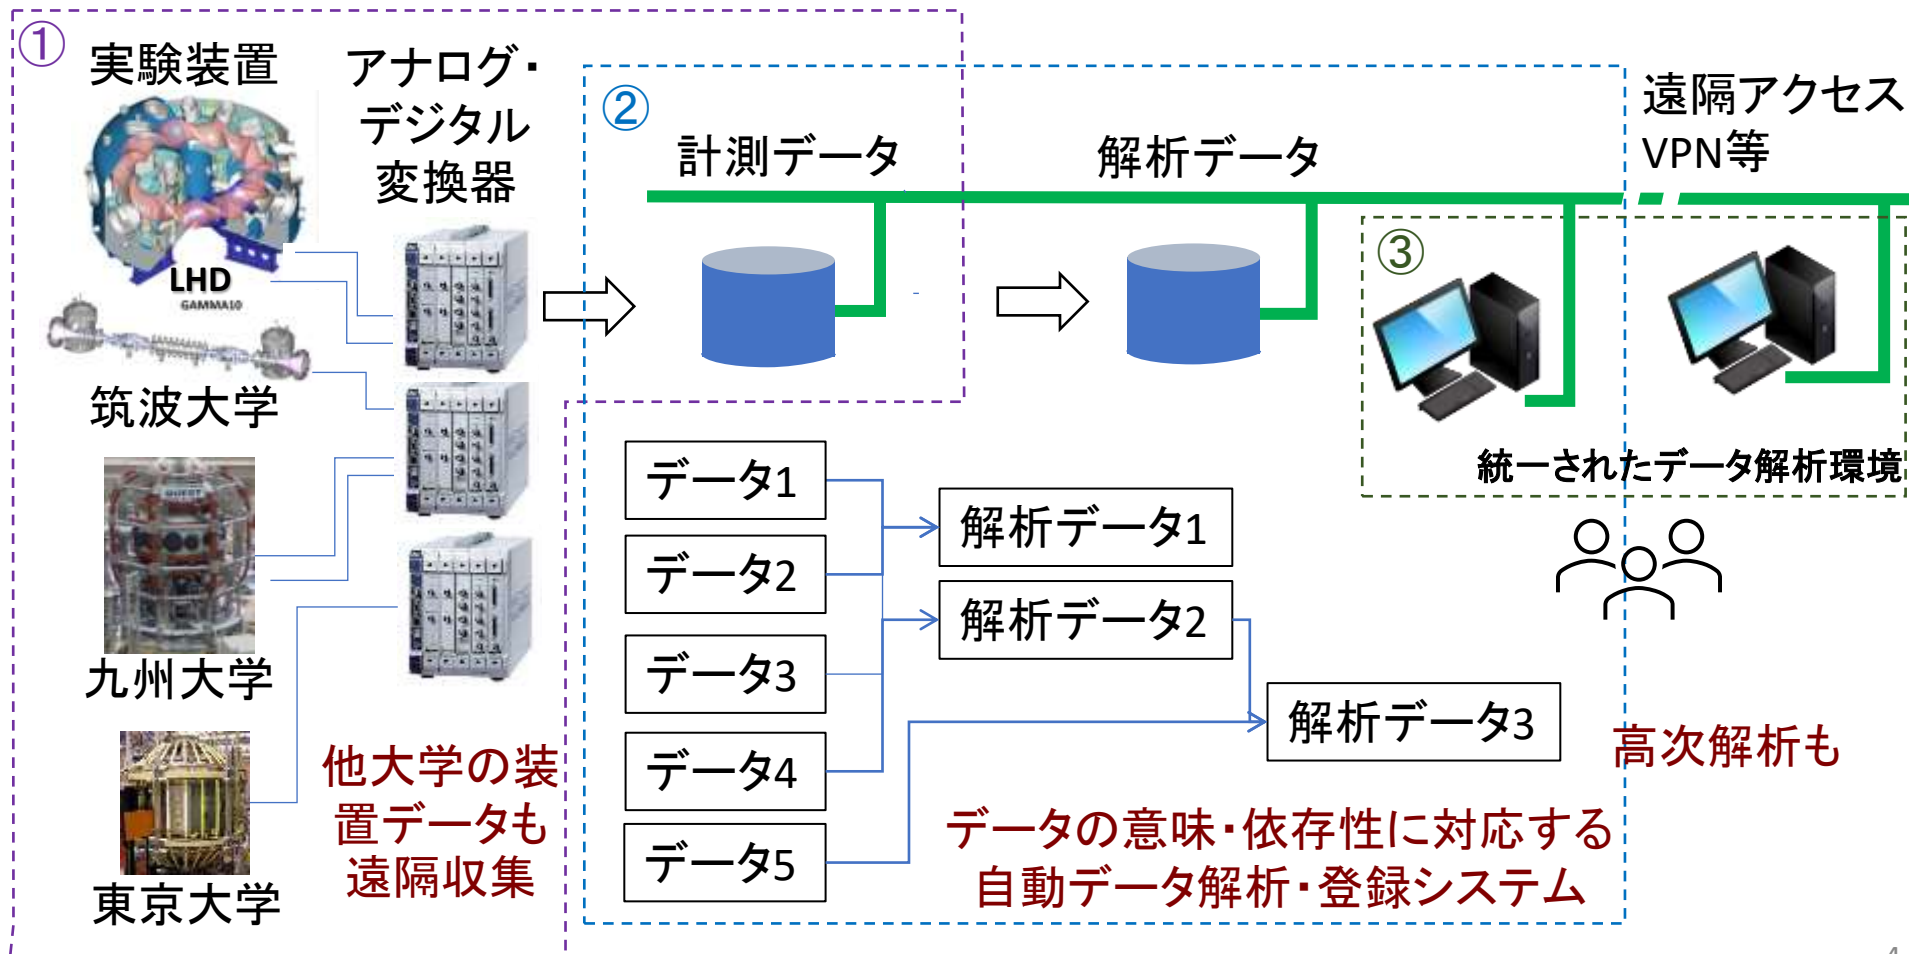 ①
実験装置
アナログ・
デジタル
変換器
②
計測データ
解析データ
遠隔アクセス
VPN等
③
LHD
GAMMA10
筑波大学
統一されたデータ解析環境
データ1
データ2
データ3
データ4
データ5
解析データ1
解析データ2
解析データ3
QUEST
九州大学
東京大学
他大学の装
置データも
遠隔収集
高次解析も
データの意味・依存性に対応する
自動データ解析・登録システム